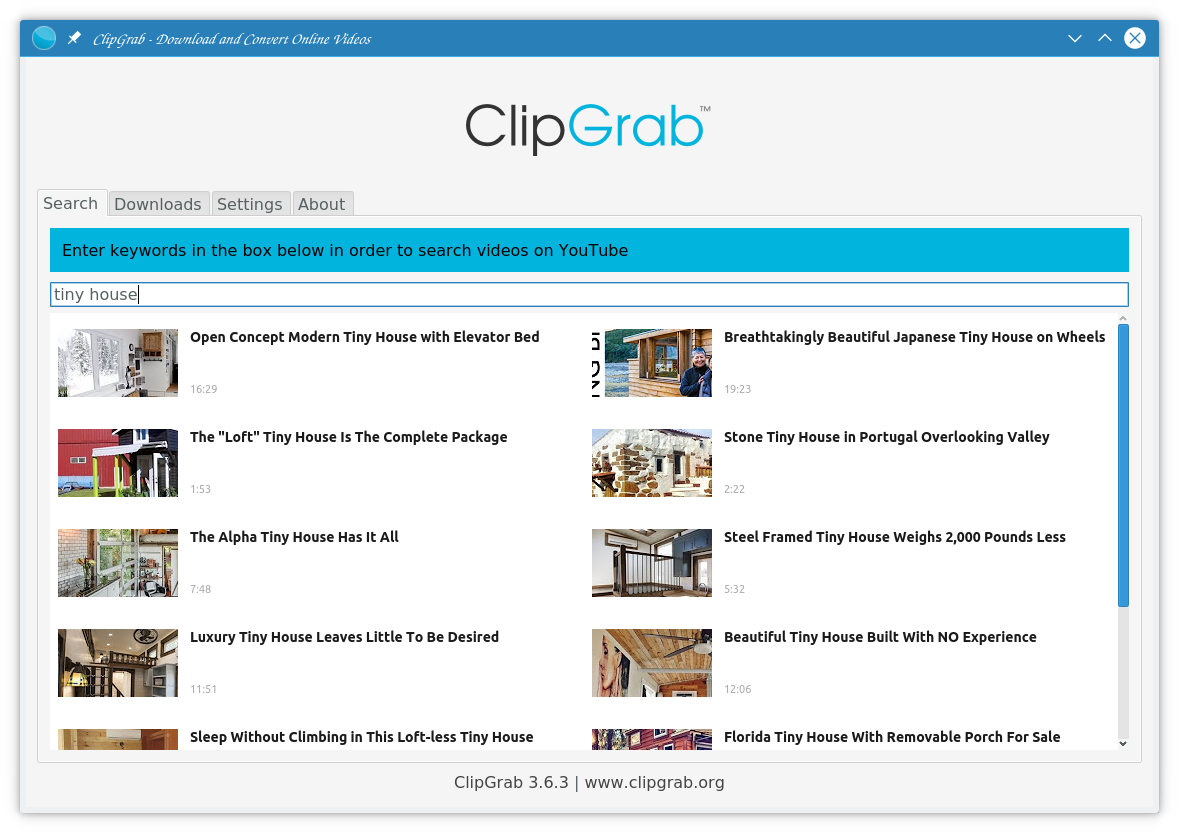 ClipGrab - Download and Convert Online Videos
ClipGrab™
Search Downloads Settings About
Enter keywords in the box below in order to search videos on YouTube
tiny house
Open Concept Modern Tiny House with Elevator Bed
16:29
Breathtakingly Beautiful Japanese Tiny House on Wheels
19:23
The "Loft" Tiny House Is The Complete Package
1:53
Stone Tiny House in Portugal Overlooking Valley
2:22
The Alpha Tiny House Has It All
7:48
Steel Framed Tiny House Weighs 2,000 Pounds Less
5:32
Luxury Tiny House Leaves Little To Be Desired
11:51
Beautiful Tiny House Built With NO Experience
12:06
Sleep Without Climbing in This Loft-less Tiny House
Florida Tiny House With Removable Porch For Sale
ClipGrab 3.6.3 | www.clipgrab.org